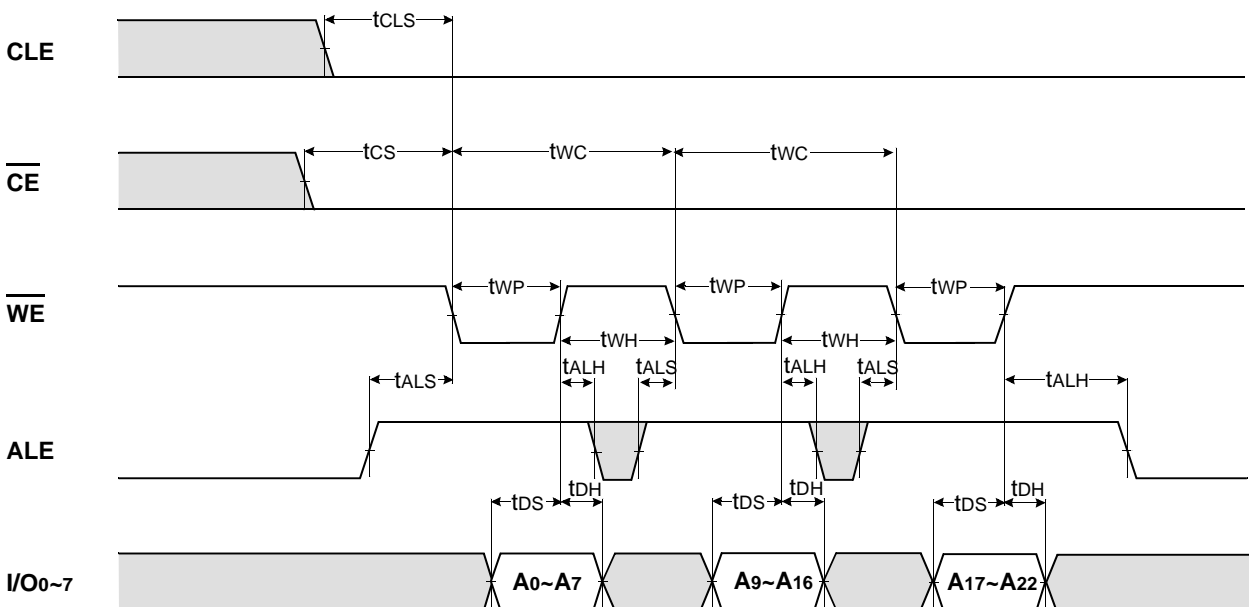 CLE
tCLS
CE
tCS
tWC
tWC
WE
tWP
tWP
tWP
tWH
tWH
tALS
tALH
tALS
tALH
tALS
tALH
ALE
tDS
tDH
tDS
tDH
tDS
tDH
I/O0~7
A0~A7
A9~A16
A17~A22